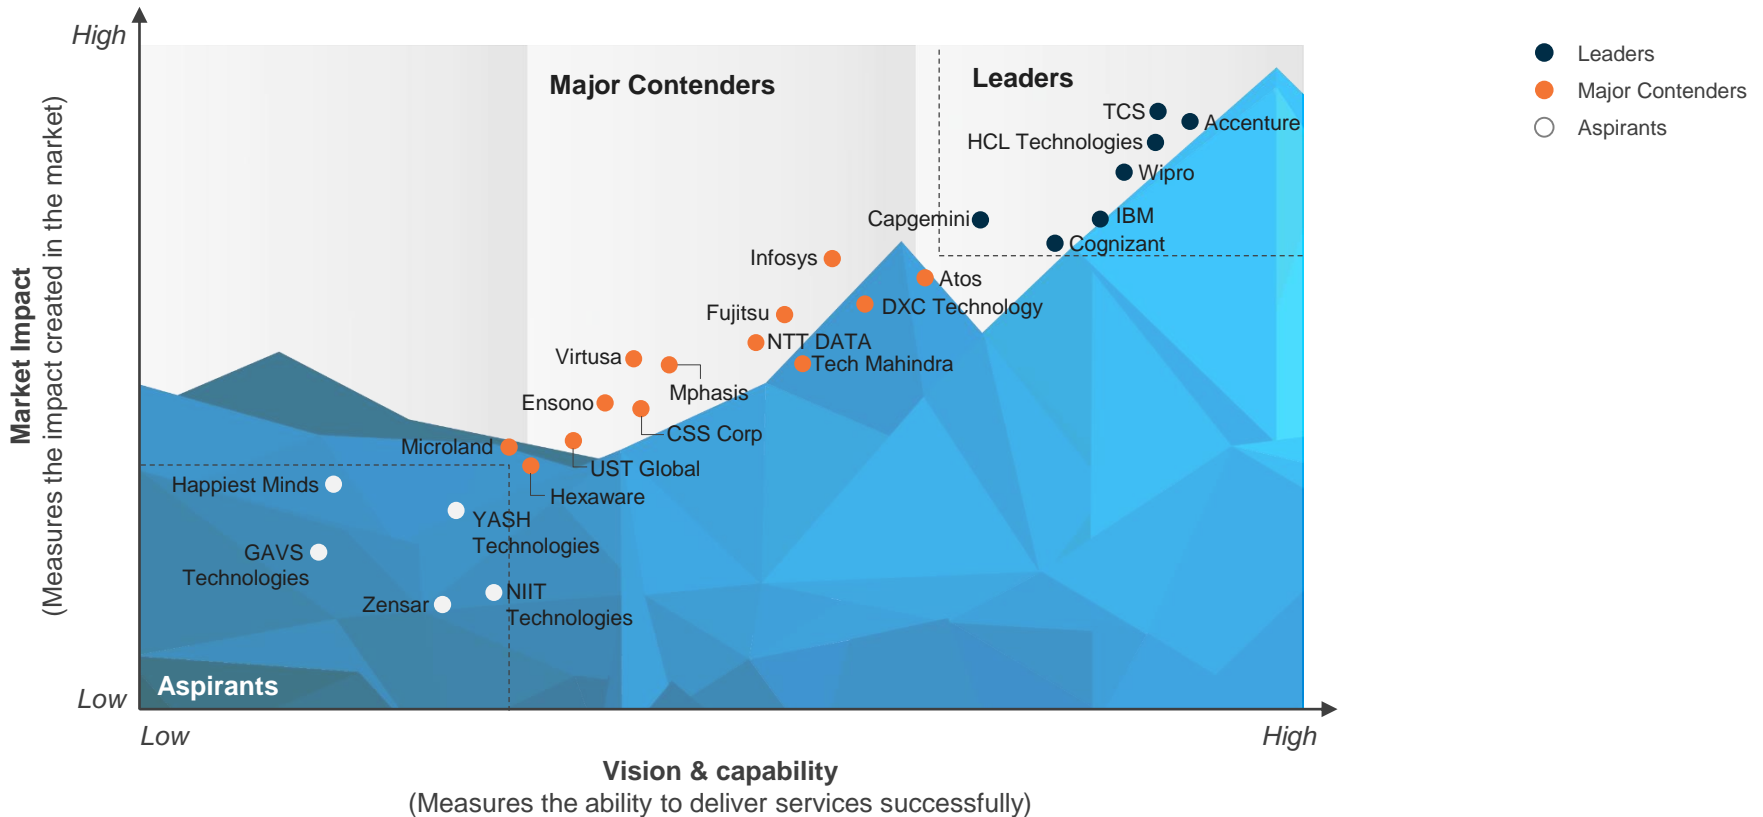 High
Major Contenders
Leaders
Leaders
Major Contenders
Aspirants
TCS
Accenture
HCL Technologies
Wipro
Capgemini
IBM
Cognizant
Infosys
Atos
DXC Technology
Fujitsu
NTT DATA
Virtusa
Tech Mahindra
Mphasis
Ensono
CSS Corp
Microland
UST Global
Happiest Minds
Hexaware
YASH
Technologies
GAVS
Technologies
Zensar
NIIT
Technologies
Aspirants
Market Impact
(Measures the impact created in the market)
Low
Low
High
Vision & capability
(Measures the ability to deliver services successfully)